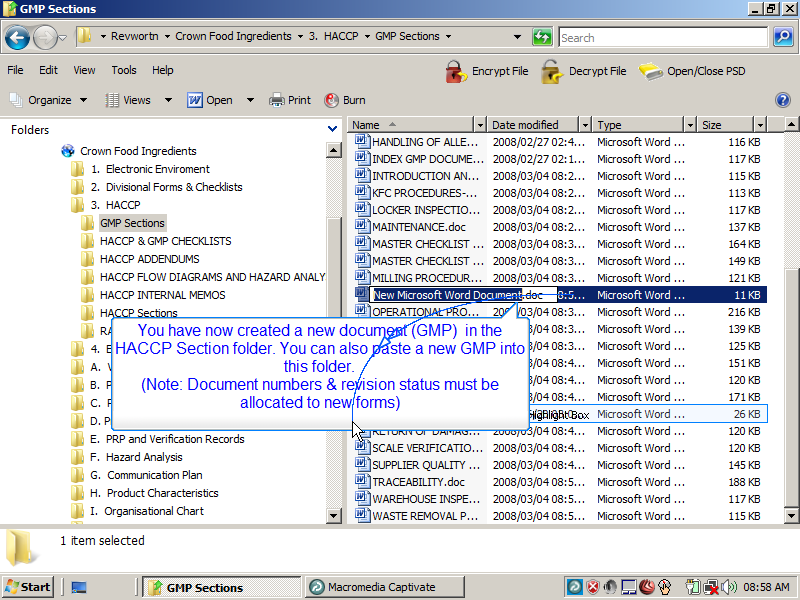 GMP Sections
Revwortn Crown Food Ingredients 3. HACCP GMP Sections
Search
File Edit View Tools Help
Encrypt File Decrypt File Open/Close PSD
Organize Views Open Print Burn
Folders
Name Date modified Type Size
Crown Food Ingredients
1. Electronic Enviroment
2. Divisional Forms & Checklists
3. HACCP
GMP Sections
HACCP & GMP CHECKLISTS
HACCP ADDENDUMS
HACCP FLOW DIAGRAMS AND HAZARD ANALY
HACCP INTERNAL MEMOS
HACCP Sections
RA
4. E
A. V
B. P
C. F
D. P
E. PRP and Verification Records
F. Hazard Analysis
G. Communication Plan
H. Product Characteristics
I. Organisational Chart
HANDLING OF ALLE... 2008/02/27 02:4... Microsoft Word ... 116 KB
INDEX GMP DOCUME... 2008/02/27 02:1... Microsoft Word ... 117 KB
INTRODUCTION AN... 2008/03/04 08:2... Microsoft Word ... 115 KB
KFC PROCEDURES-... 2008/03/04 08:2... Microsoft Word ... 113 KB
LOCKER INSPECTIO... 2008/03/04 08:2... Microsoft Word ... 117 KB
MAINTENANCE.doc 2008/03/04 08:2... Microsoft Word ... 137 KB
MASTER CHECKLIST ... 2008/03/04 08:3... Microsoft Word ... 164 KB
MASTER CHECKLIST ... 2008/03/04 08:3... Microsoft Word ... 149 KB
MILLING PROCEDUR... 2008/03/04 08:3... Microsoft Word ... 121 KB
New Microsoft Word Document.doc 08:5... Microsoft Word ... 11 KB
OPERATIONAL PRO... 2008/03/04 08:3... Microsoft Word ... 216 KB
Microsoft Word ... 139 KB
Microsoft Word ... 125 KB
Microsoft Word ... 151 KB
Microsoft Word ... 120 KB
Microsoft Word ... 171 KB
Highlight Box Microsoft Word ... 26 KB
RETURN OF DAMAG... 2008/03/04 08:5... Microsoft Word ... 120 KB
SCALE VERIFICATIO... 2008/03/04 08:5... Microsoft Word ... 120 KB
SUPPLIER QUALITY ... 2008/03/04 08:5... Microsoft Word ... 145 KB
TRACEABILITY.doc 2008/03/04 08:5... Microsoft Word ... 188 KB
WAREHOUSE INSPE... 2008/03/04 08:5... Microsoft Word ... 117 KB
WASTE REMOVAL P... 2008/03/04 08:5... Microsoft Word ... 115 KB
You have now created a new document (GMP) in the
HACCP Section folder. You can also paste a new GMP into
this folder.
(Note: Document numbers & revision status must be
allocated to new forms)
1 item selected
Start GMP Sections Macromedia Captivate 08:58 AM